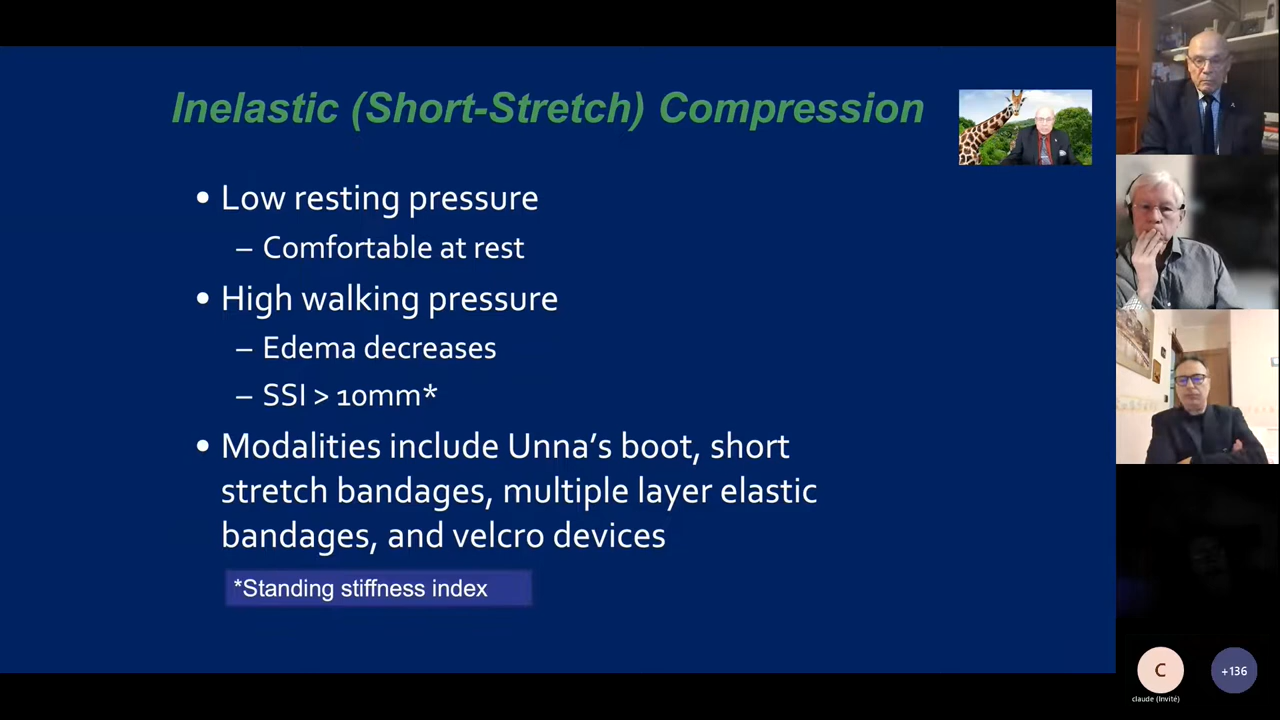 Inelastic (Short-Stretch) Compression
• Low resting pressure
– Comfortable at rest
• High walking pressure
– Edema decreases
– SSI > 10mm*
• Modalities include Unna’s boot, short
stretch bandages, multiple layer elastic
bandages, and velcro devices
*Standing stiffness index
C
+136
claude (Invité)